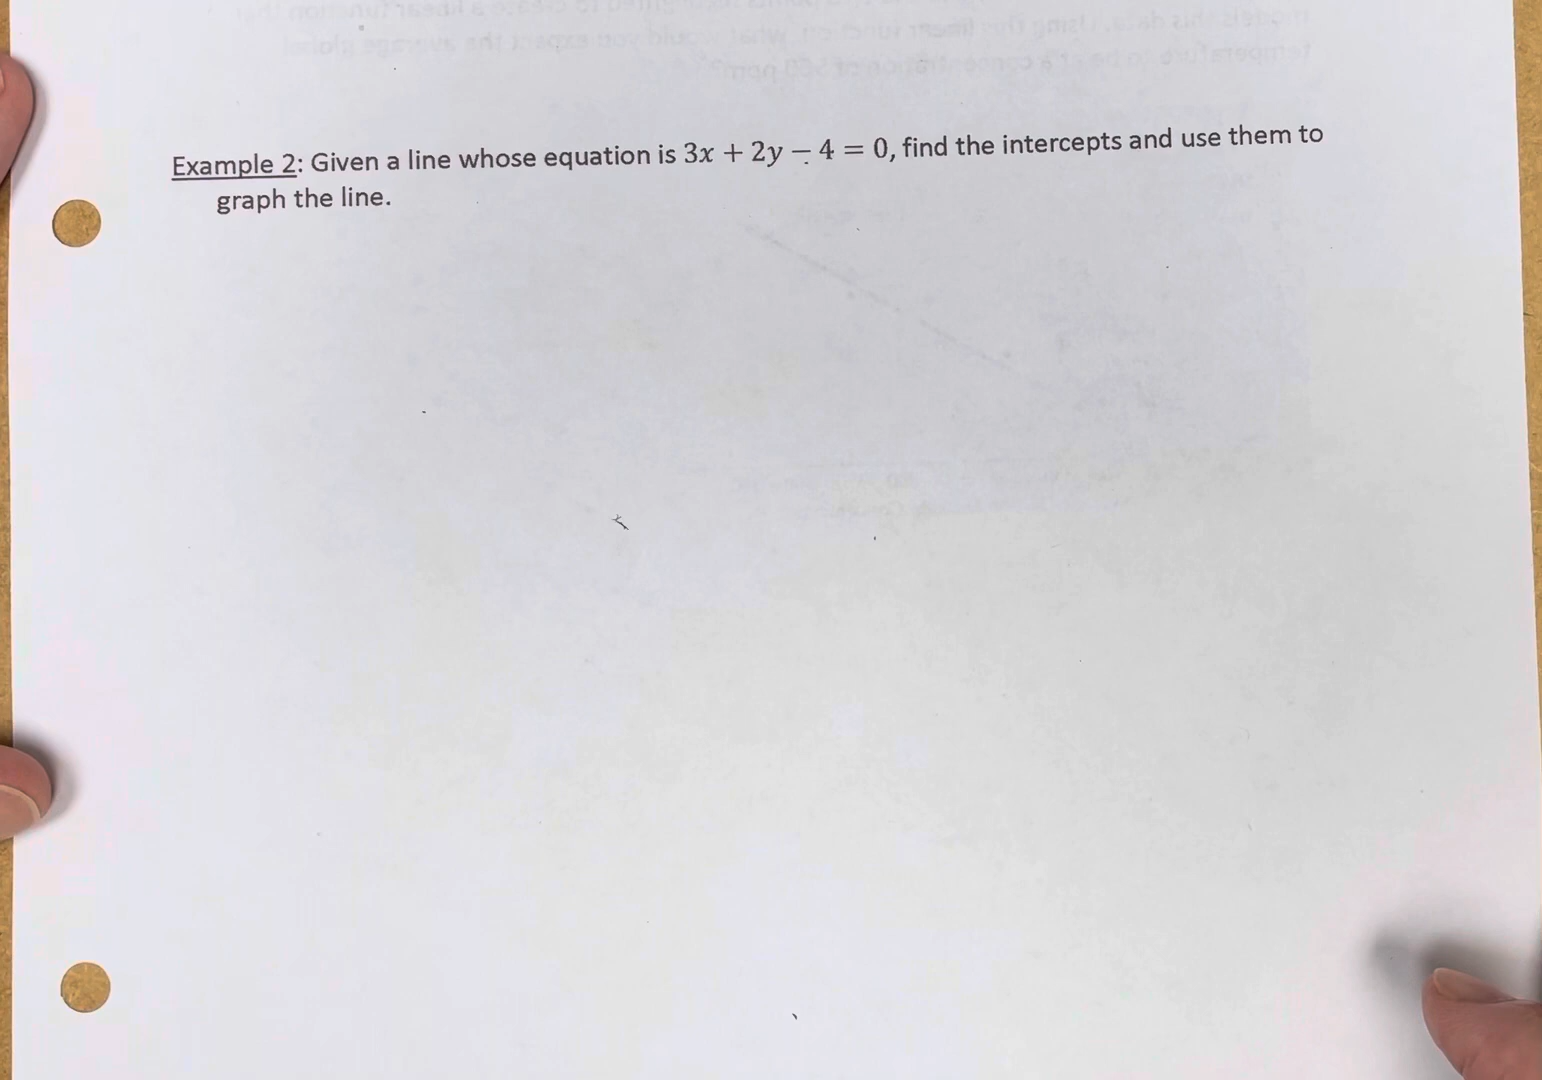 Example 2: Given a line whose equation is 3x + 2y − 4 = 0, find the intercepts and use them to
graph the line.